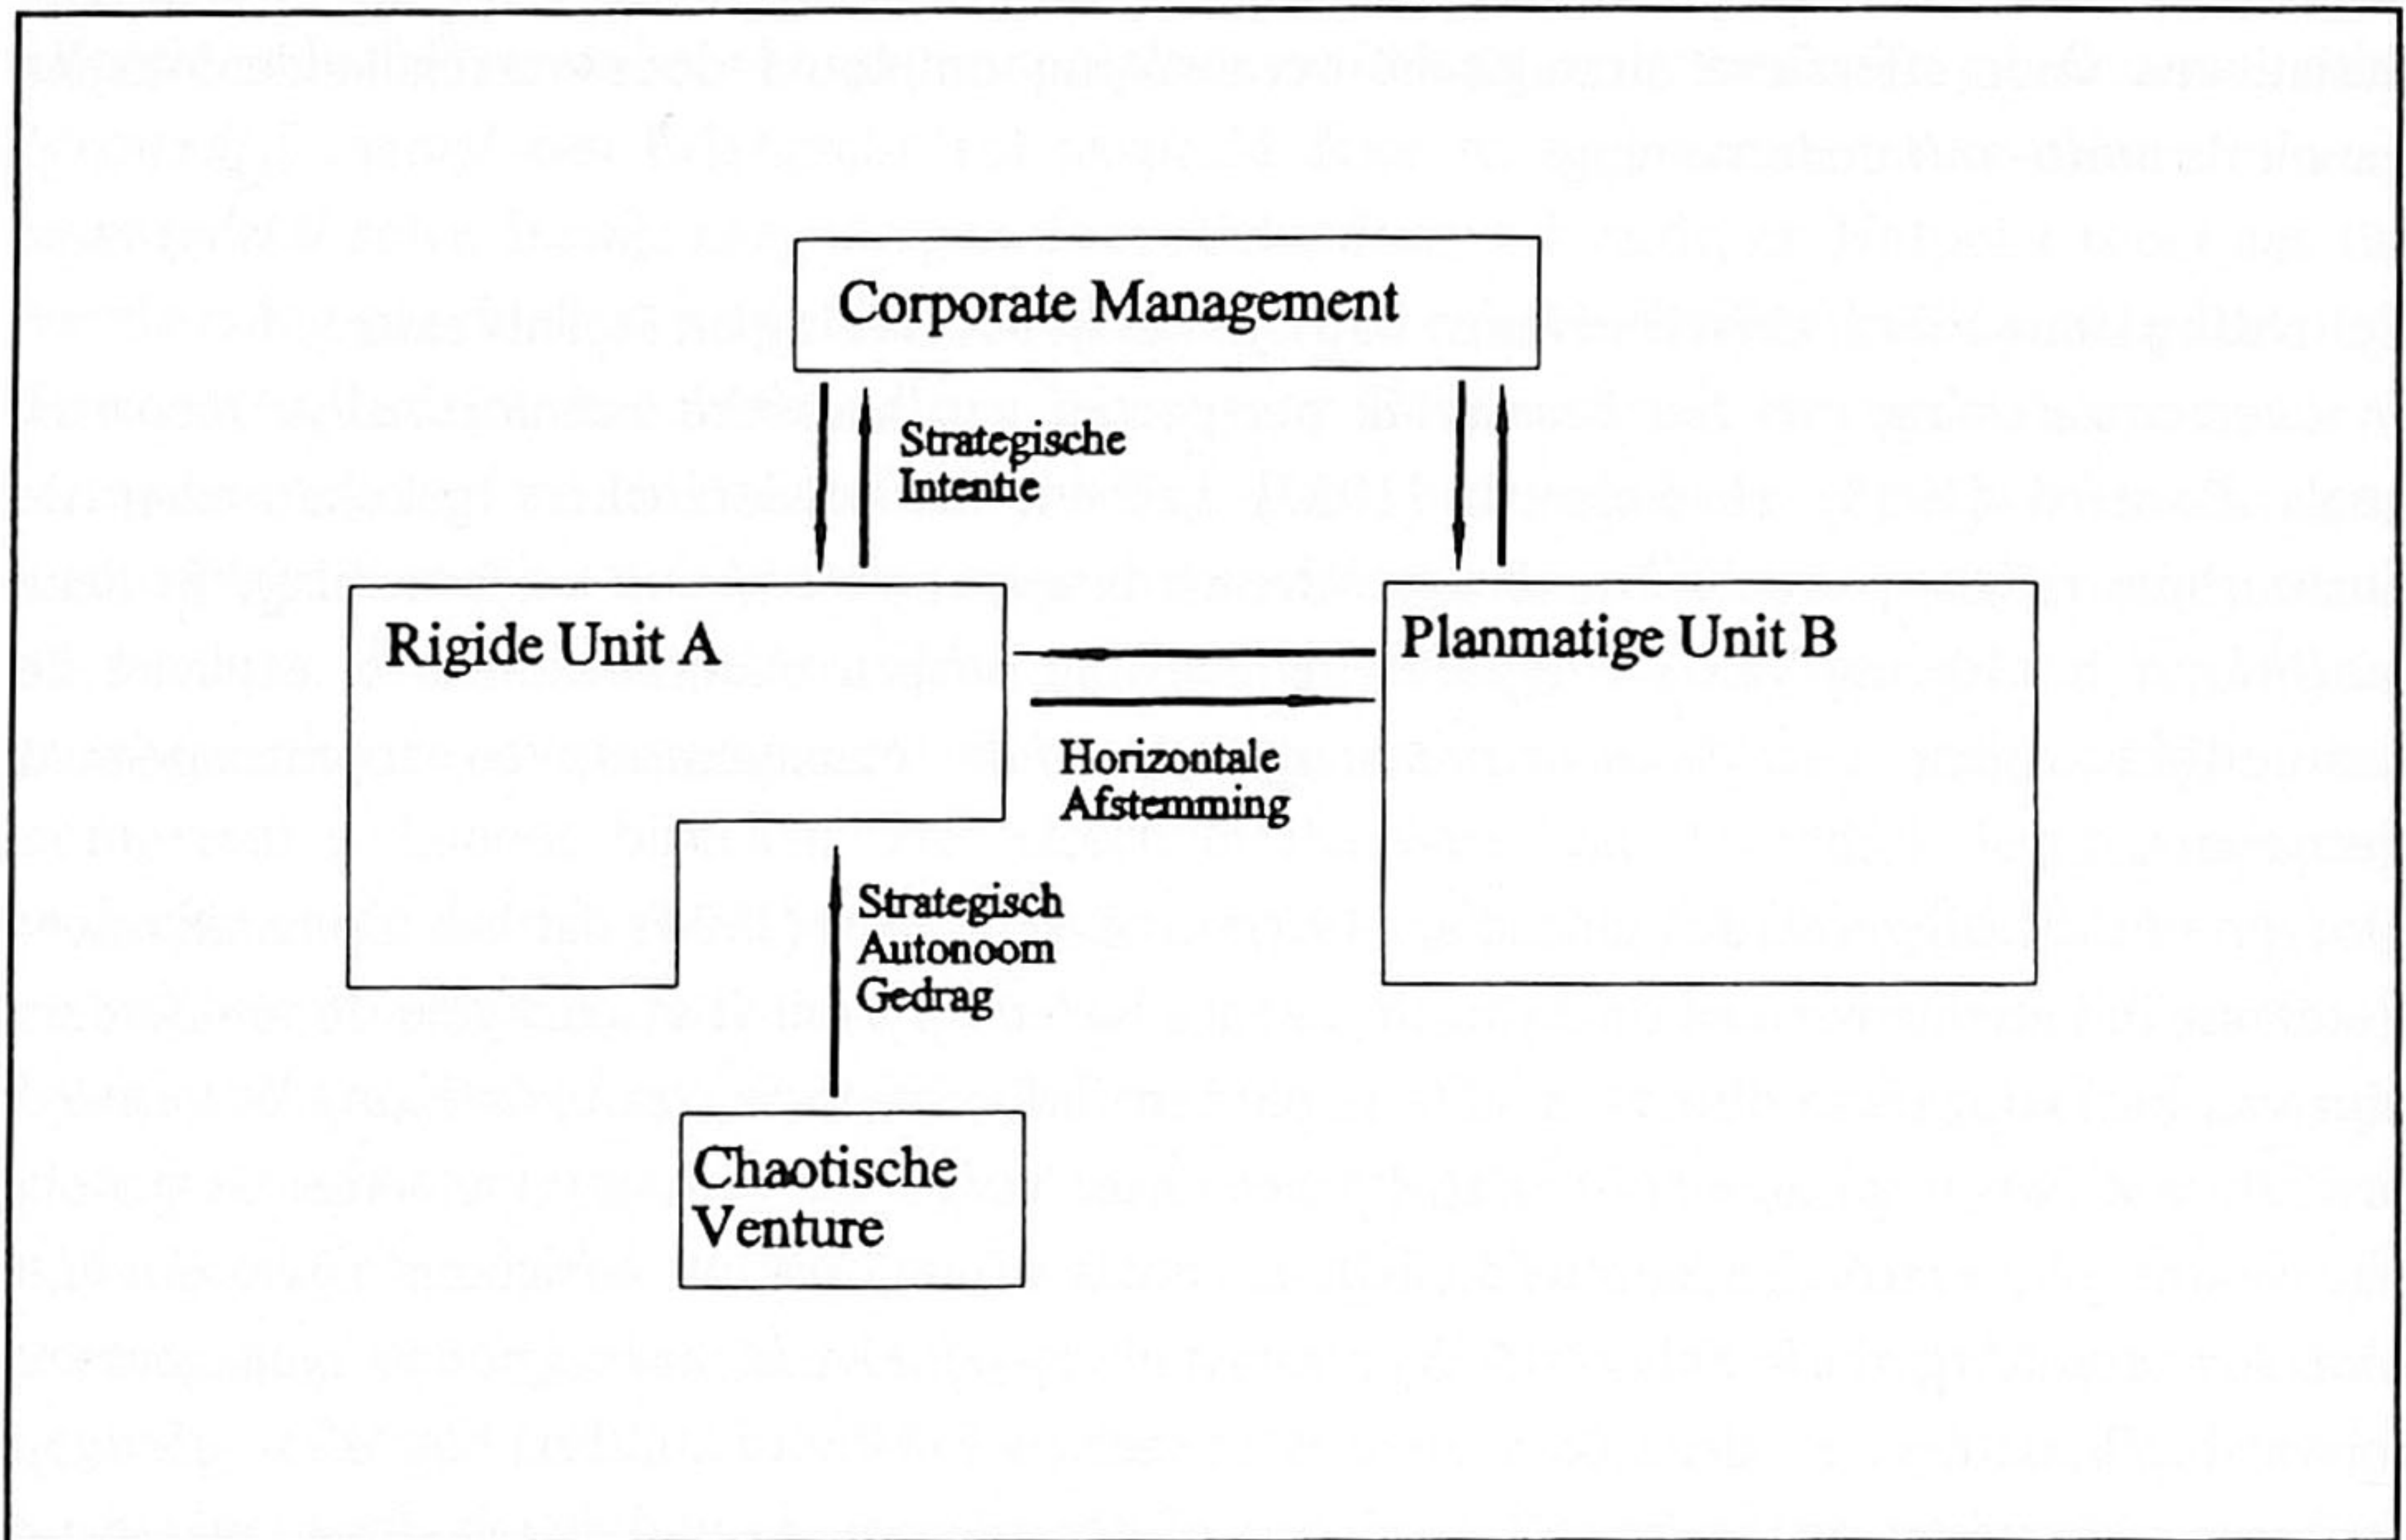 Corporate Management
Strategische
Intentie
Rigide Unit A
Planmatige Unit B
Horizontale
Afstemming
Strategisch
Autonoom
Gedrag
Chaotische
Venture